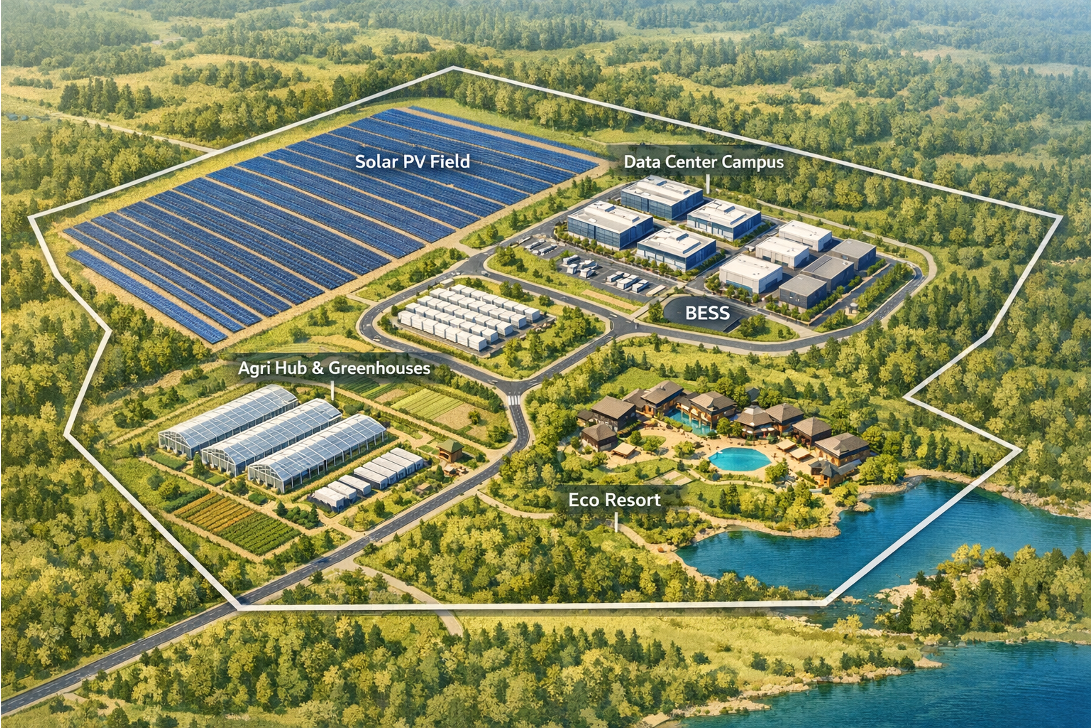 Solar PV Field
Data Center Campus
BESS
Agri Hub & Greenhouses
Eco Resort